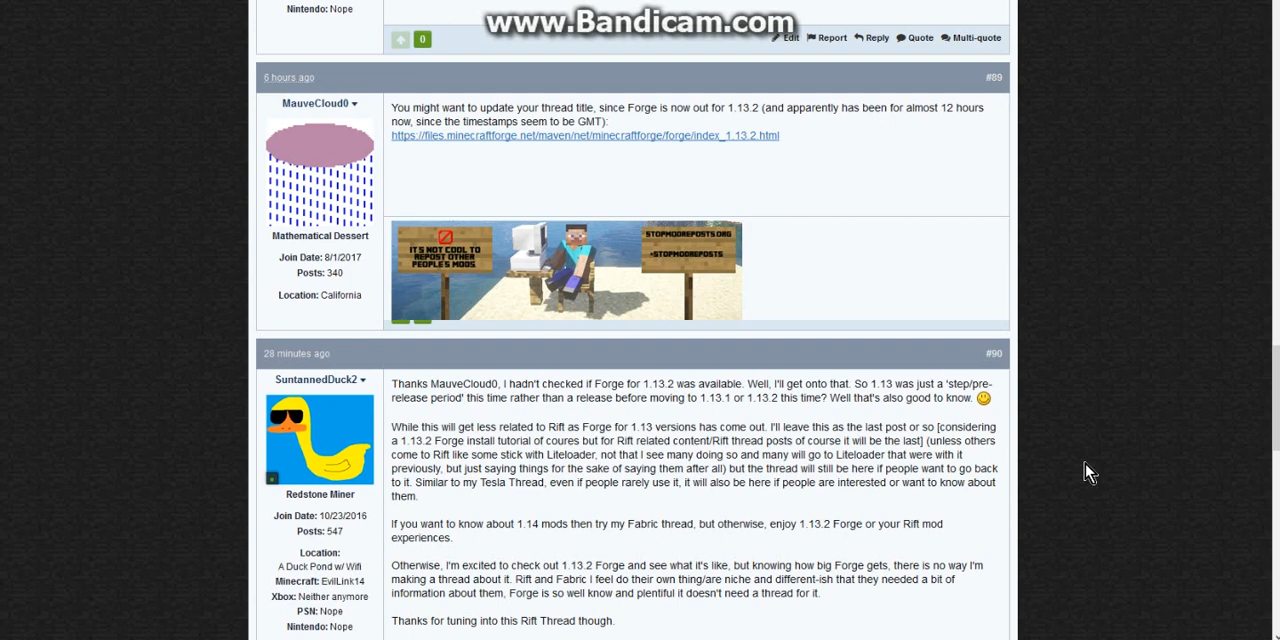 Nintendo: Nope
www.Bandicam.com
0
Edit Report Reply Quote Multi-quote
6 hours ago #89
MauveCloud0
You might want to update your thread title, since Forge is now out for 1.13.2 (and apparently has been for almost 12 hours
now, since the timestamps seem to be GMT):
https://files.minecraftforge.net/maven/net/minecraftforge/forge/index_1.13.2.html
Mathematical Dessert
Join Date: 8/1/2017
Posts: 340
Location: California
IT'S NOT COOL TO
REPOST OTHER
PEOPLE'S MODS
STOPMODREPOSTS.ORG
#STOPMODREPOSTS
28 minutes ago #90
SuntannedDuck2
Thanks MauveCloud0, I hadn't checked if Forge for 1.13.2 was available. Well, I'll get onto that. So 1.13 was just a 'step/pre-
release period' this time rather than a release before moving to 1.13.1 or 1.13.2 this time? Well that's also good to know.
While this will get less related to Rift as Forge for 1.13 versions has come out. I'll leave this as the last post or so [considering
a 1.13.2 Forge install tutorial of coures but for Rift related content/Rift thread posts of course it will be the last] (unless others
come to Rift like some stick with Liteloader, not that I see many doing so and many will go to Liteloader that were with it
previously, but just saying things for the sake of saying them after all) but the thread will still be here if people want to go back
to it. Similar to my Tesla Thread, even if people rarely use it, it will also be here if people are interested or want to know about
them.
If you want to know about 1.14 mods then try my Fabric thread, but otherwise, enjoy 1.13.2 Forge or your Rift mod
experiences.
Otherwise, I'm excited to check out 1.13.2 Forge and see what it's like, but knowing how big Forge gets, there is no way I'm
making a thread about it. Rift and Fabric I feel do their own thing/are niche and different-ish that they needed a bit of
information about them, Forge is so well know and plentiful it doesn't need a thread for it.
Thanks for tuning into this Rift Thread though.
Redstone Miner
Join Date: 10/23/2016
Posts: 547
Location:
A Duck Pond w/ Wifi
Minecraft: EvilLink14
Xbox: Neither anymore
PSN: Nope
Nintendo: Nope